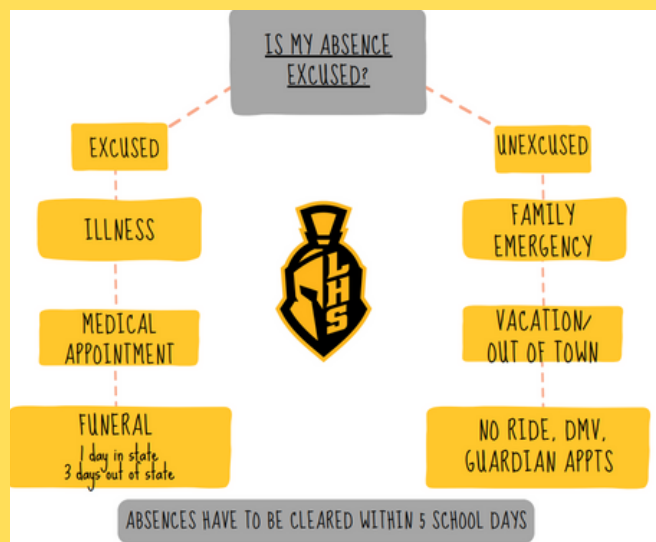 IS MY ABSENCE
EXCUSED?
EXCUSED
UNEXCUSED
ILLNESS
FAMILY
EMERGENCY
MEDICAL
APPOINTMENT
VACATION/
OUT OF TOWN
FUNERAL
1 day in state
3 days out of state
NO RIDE, DMV,
GUARDIAN APPTS
LHS
ABSENCES HAVE TO BE CLEARED WITHIN 5 SCHOOL DAYS